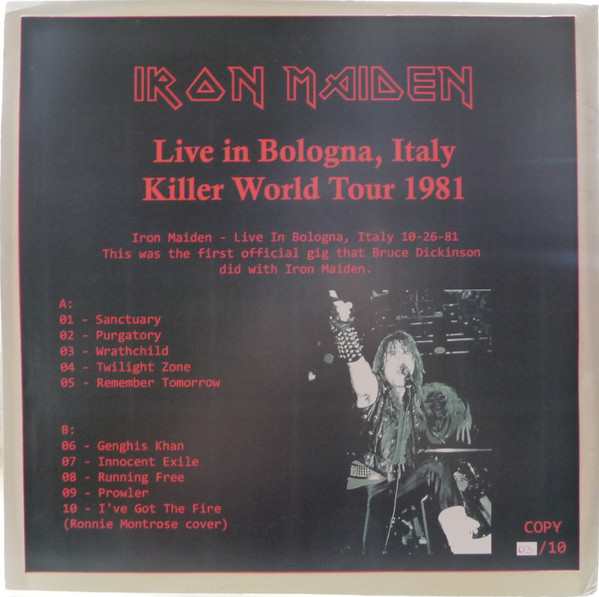 IRON MAIDEN
Live in Bologna, Italy
Killer World Tour 1981
Iron Maiden - Live In Bologna, Italy 10-26-81
This was the first official gig that Bruce Dickinson
did with Iron Maiden.
A:
01 - Sanctuary
02 - Purgatory
03 - Wrathchild
04 - Twilight Zone
05 - Remember Tomorrow
B:
06 - Genghis Khan
07 - Innocent Exile
08 - Running Free
09 - Prowler
10 - I've Got The Fire
(Ronnie Montrose cover)
COPY
/10